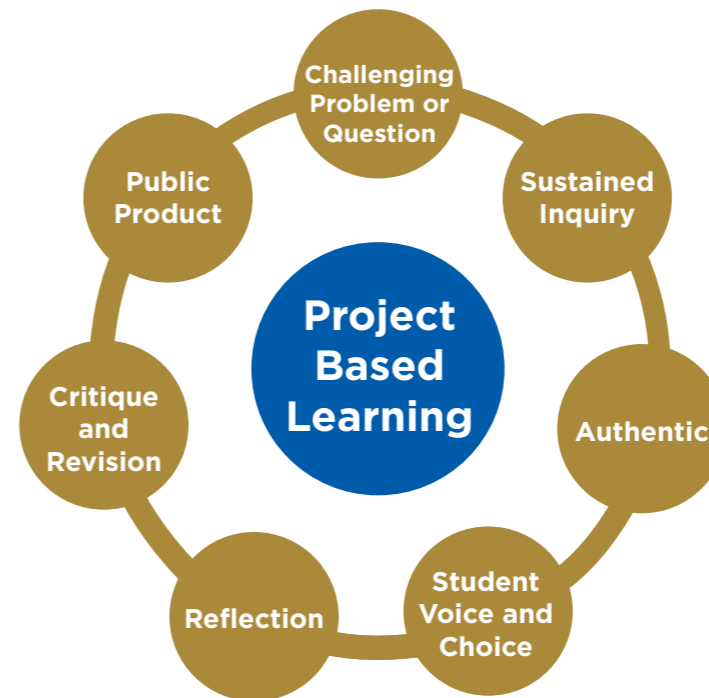 Challenging
Problem or
Question
Sustained
Inquiry
Authentic
Student
Voice and
Choice
Reflection
Critique
and
Revision
Public
Product
Project
Based
Learning